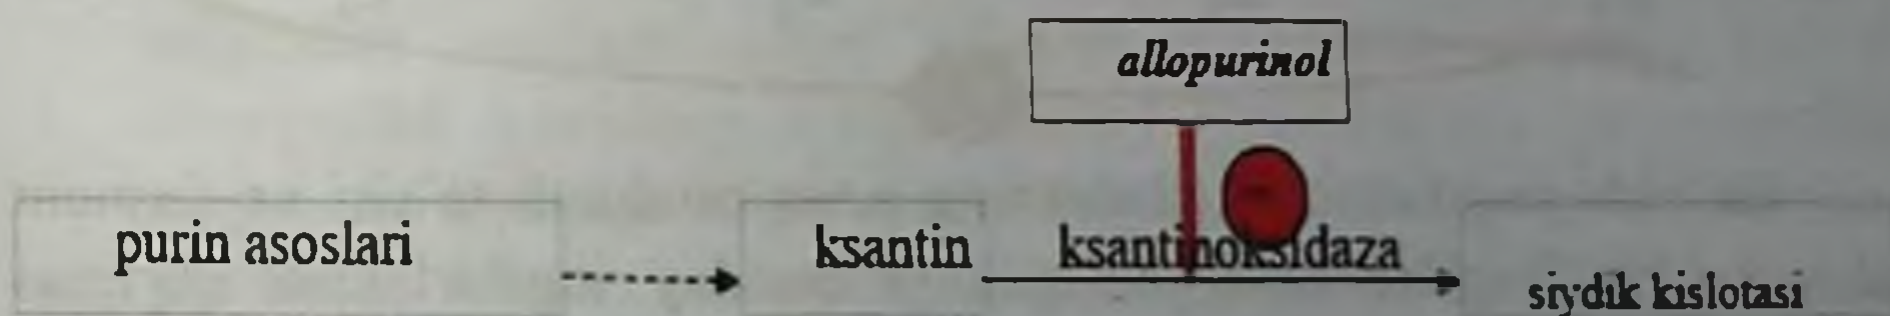 allopurinol
purin asoslari
ksantin
ksantinoksidaza
siydik kislotasi